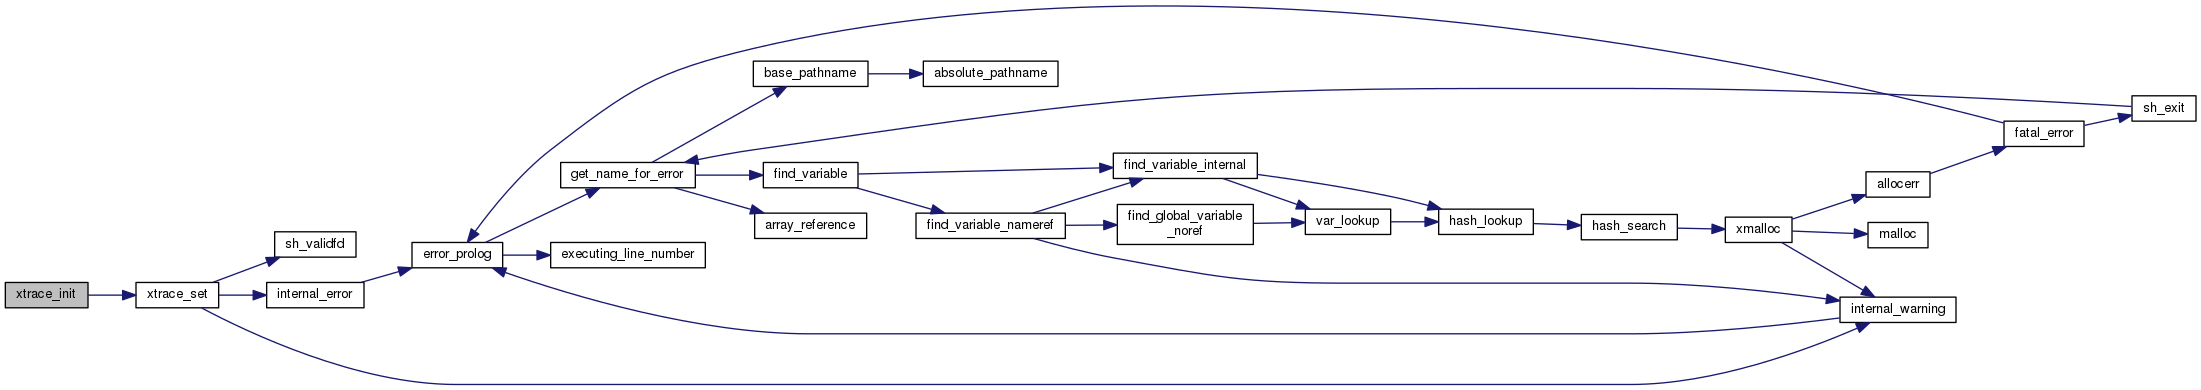 xtrace_init
xtrace_set
sh_validfd
internal_error
error_prolog
get_name_for_error
executing_line_number
base_pathname
absolute_pathname
find_variable
array_reference
find_variable_nameref
find_variable_internal
find_global_variable
_noref
var_lookup
hash_lookup
hash_search
xmalloc
allocerr
malloc
internal_warning
fatal_error
sh_exit